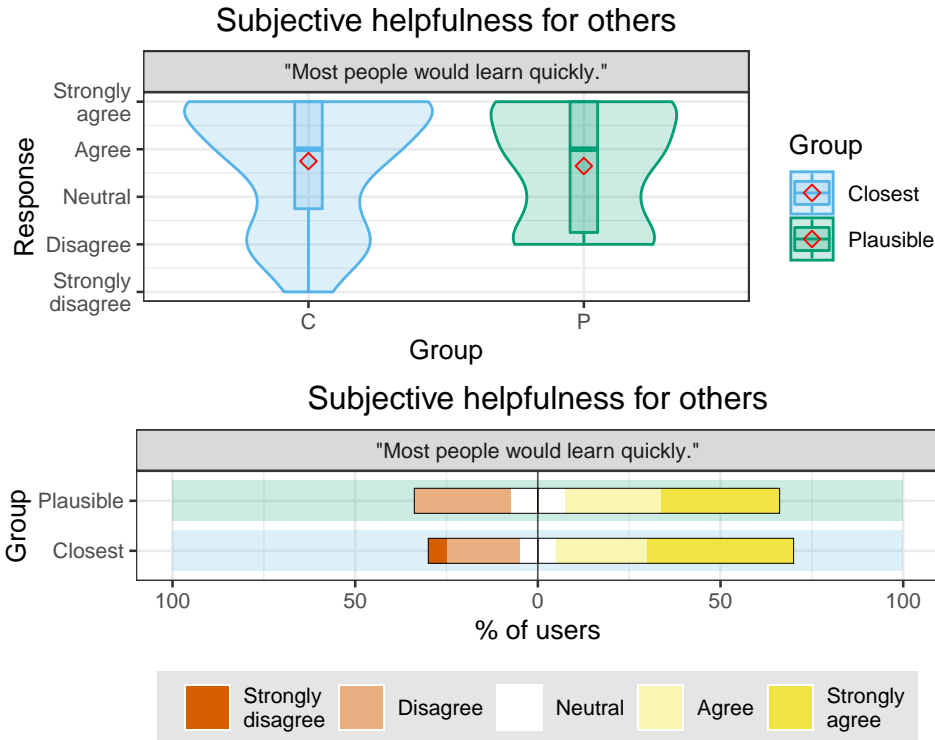 Subjective helpfulness for others
"Most people would learn quickly."
Response
Strongly
agree
Agree
Neutral
Disagree
Strongly
disagree
C
P
Group
Group
Closest
Plausible
Subjective helpfulness for others
"Most people would learn quickly."
Group
Plausible
Closest
100
50
0
50
100
% of users
Strongly
disagree
Disagree
Neutral
Agree
Strongly
agree